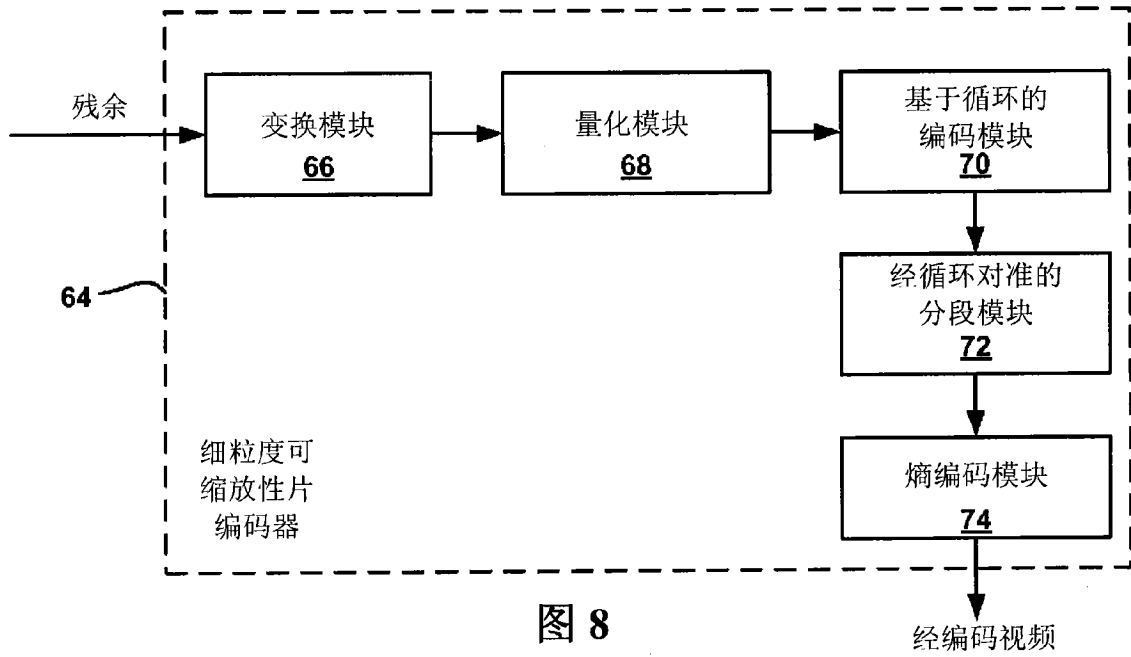 残余
变换模块
66
量化模块
68
基于循环的
编码模块
70
64
经循环对准的
分段模块
72
细粒度可
缩放性片
编码器
熵编码模块
74
图 8
经编码视频